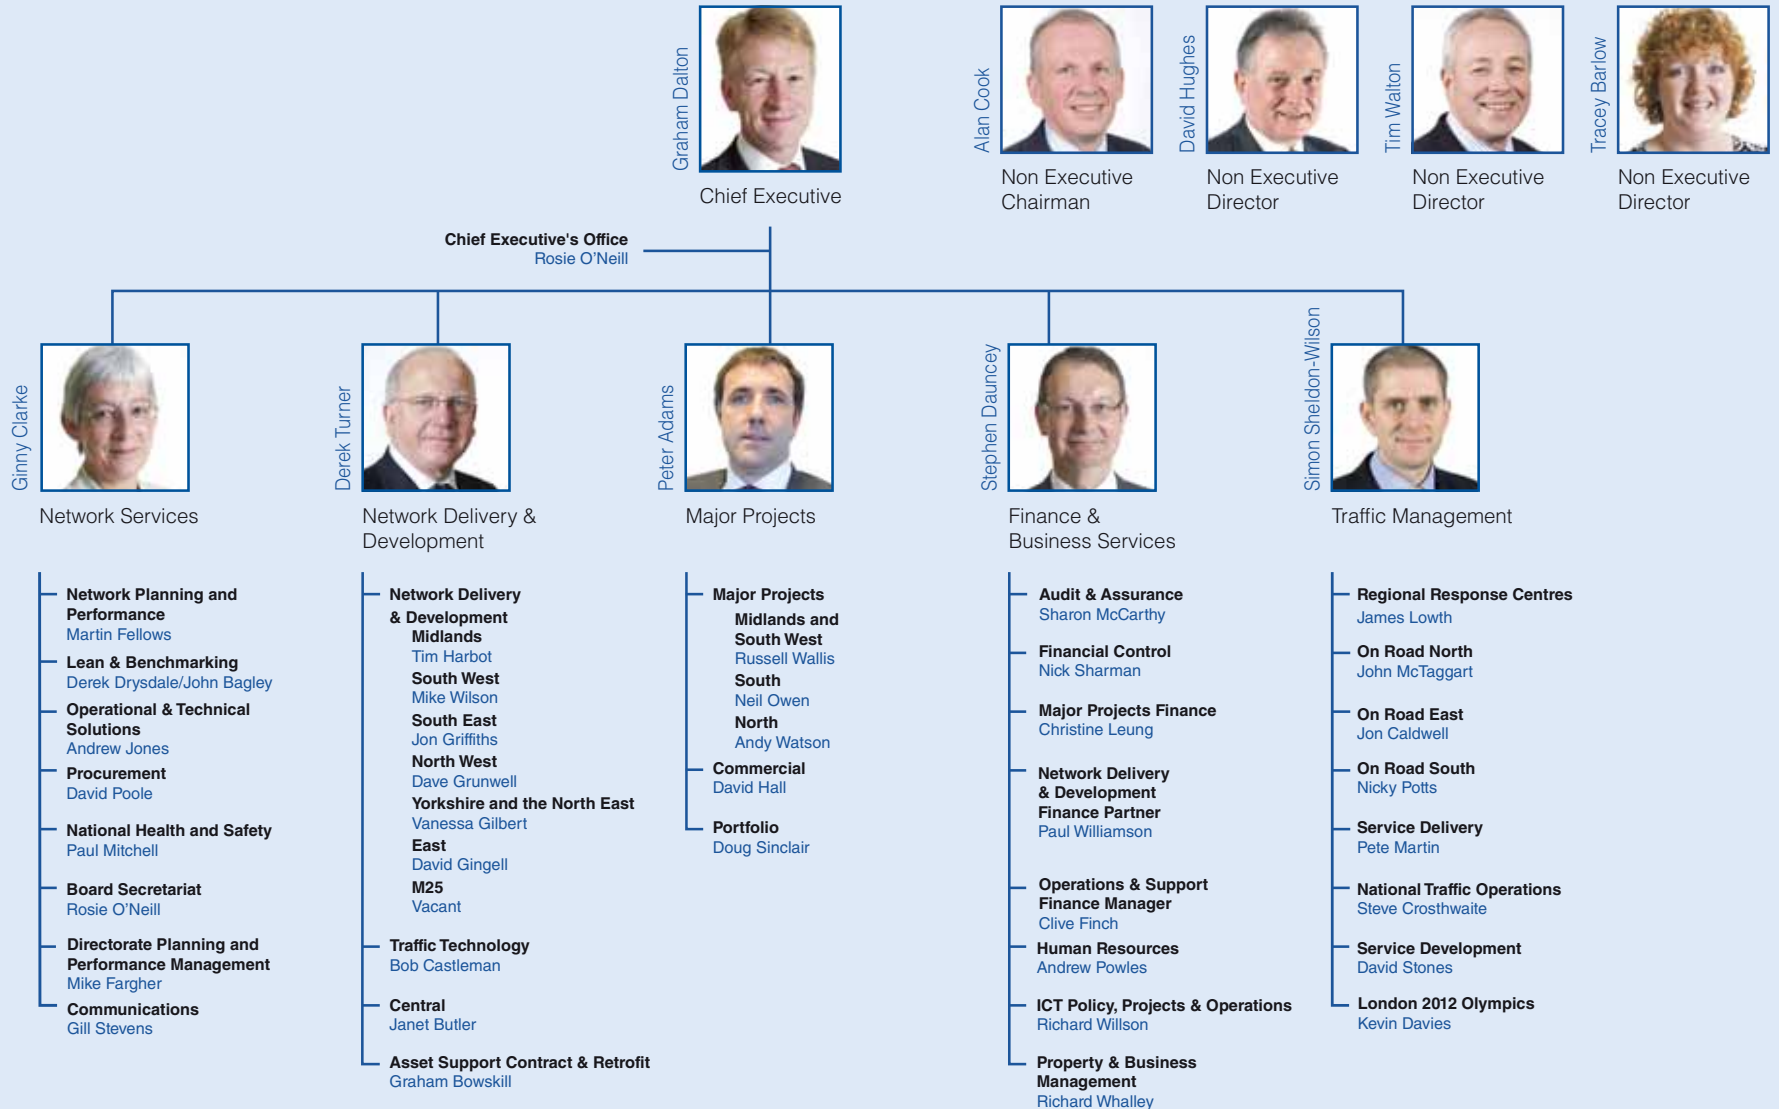 Graham Dalton
Chief Executive
Alan Cook
Non Executive
Chairman
David Hughes
Non Executive
Director
Tim Walton
Non Executive
Director
Tracey Barlow
Non Executive
Director
Chief Executive's Office
Rosie O’Neill
Ginny Clarke
Network Services
Network Planning and
Performance
Martin Fellows
Lean & Benchmarking
Derek Drysdale/John Bagley
Operational & Technical
Solutions
Andrew Jones
Procurement
David Poole
National Health and Safety
Paul Mitchell
Board Secretariat
Rosie O’Neill
Directorate Planning and
Performance Management
Mike Fargher
Communications
Gill Stevens
Derek Turner
Network Delivery &
Development
Network Delivery
& Development
Midlands
Tim Harbot
South West
Mike Wilson
South East
Jon Griffiths
North West
Dave Grunwell
Yorkshire and the North East
Vanessa Gilbert
East
David Gingell
M25
Vacant
Traffic Technology
Bob Castleman
Central
Janet Butler
Asset Support Contract & Retrofit
Graham Bowskill
Peter Adams
Major Projects
Major Projects
Midlands and
South West
Russell Wallis
South
Neil Owen
North
Andy Watson
Commercial
David Hall
Portfolio
Doug Sinclair
Stephen Dauncey
Finance &
Business Services
Audit & Assurance
Sharon McCarthy
Financial Control
Nick Sharman
Major Projects Finance
Christine Leung
Network Delivery
& Development
Finance Partner
Paul Williamson
Operations & Support
Finance Manager
Clive Finch
Human Resources
Andrew Powles
ICT Policy, Projects & Operations
Richard Willson
Property & Business
Management
Richard Whalley
Simon Sheldon-Wilson
Traffic Management
Regional Response Centres
James Lowth
On Road North
John McTaggart
On Road East
Jon Caldwell
On Road South
Nicky Potts
Service Delivery
Pete Martin
National Traffic Operations
Steve Crosthwaite
Service Development
David Stones
London 2012 Olympics
Kevin Davies